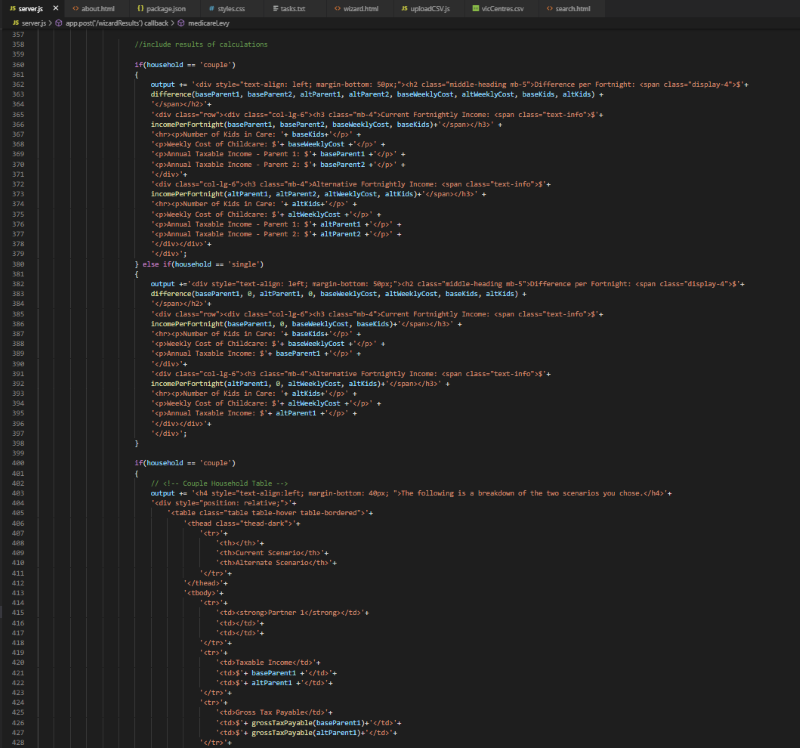 JS server.js × <> about.html {} package.json # styles.css tasks.txt <> wizard.html JS uploadCSV.js vicCentres.csv <> search.html
JS server.js > app.post("/wizardResults") callback > medicareLevy
357
358 //include results of calculations
359
360 if(household == 'couple')
361 {
362 output += '<div style="text-align: left; margin-bottom: 50px;"><h2 class="middle-heading mb-5">Difference per Fortnight: <span class="display-4">$'+
363 difference(baseParent1, baseParent2, altParent1, altParent2, baseWeeklyCost, altWeeklyCost, baseKids, altKids) +
364 '</span></h2>'+
365 '<div class="row"><div class="col-lg-6"><h3 class="mb-4">Current Fortnightly Income: <span class="text-info">$'+
366 incomePerFortnight(baseParent1, baseParent2, baseWeeklyCost, baseKids)+'</span></h3>' +
367 '<hr><p>Number of Kids in Care: '+ baseKids+'</p>' +
368 '<p>Weekly Cost of Childcare: $'+ baseWeeklyCost +'</p>' +
369 '<p>Annual Taxable Income - Parent 1: $'+ baseParent1 +'</p>' +
370 '<p>Annual Taxable Income - Parent 2: $'+ baseParent2 +'</p>' +
371 '</div>'+
372 '<div class="col-lg-6"><h3 class="mb-4">Alternative Fortnightly Income: <span class="text-info">$'+
373 incomePerFortnight(altParent1, altParent2, altWeeklyCost, altKids)+'</span></h3>' +
374 '<hr><p>Number of Kids in Care: '+ altKids+'</p>' +
375 '<p>Weekly Cost of Childcare: $'+ altWeeklyCost +'</p>' +
376 '<p>Annual Taxable Income - Parent 1: $'+ altParent1 +'</p>' +
377 '<p>Annual Taxable Income - Parent 2: $'+ altParent2 +'</p>' +
378 '</div></div>'+
379 '</div>';
380 } else if(household == 'single')
381 {
382 output +='<div style="text-align: left; margin-bottom: 50px;"><h2 class="middle-heading mb-5">Difference per Fortnight: <span class="display-4">$'+
383 difference(baseParent1, 0, altParent1, 0, baseWeeklyCost, altWeeklyCost, baseKids, altKids) +
384 '</span></h2>'+
385 '<div class="row"><div class="col-lg-6"><h3 class="mb-4">Current Fortnightly Income: <span class="text-info">$'+
386 incomePerFortnight(baseParent1, 0, baseWeeklyCost, baseKids)+'</span></h3>' +
387 '<hr><p>Number of Kids in Care: '+ baseKids+'</p>' +
388 '<p>Weekly Cost of Childcare: $'+ baseWeeklyCost +'</p>' +
389 '<p>Annual Taxable Income: $'+ baseParent1 +'</p>' +
390 '</div>'+
391 '<div class="col-lg-6"><h3 class="mb-4">Alternative Fortnightly Income: <span class="text-info">$'+
392 incomePerFortnight(altParent1, 0, altWeeklyCost, altKids)+'</span></h3>' +
393 '<hr><p>Number of Kids in Care: '+ altKids+'</p>' +
394 '<p>Weekly Cost of Childcare: $'+ altWeeklyCost +'</p>' +
395 '<p>Annual Taxable Income: $'+ altParent1 +'</p>' +
396 '</div></div>'+
397 '</div>';
398 }
399
400 if(household == 'couple')
401 {
402 // <!-- Couple Household Table -->
403 output += '<h4 style="text-align:left; margin-bottom: 40px; ">The following is a breakdown of the two scenarios you chose.</h4>'+
404 '<div style="position: relative;">'+
405 '<table class="table table-hover table-bordered">'+
406 '<thead class="thead-dark">'+
407 '<tr>'+
408 '<th></th>'+
409 '<th>Current Scenario</th>'+
410 '<th>Alternate Scenario</th>'+
411 '</tr>'+
412 '</thead>'+
413 '<tbody>'+
414 '<tr>'+
415 '<td><strong>Partner 1</strong></td>'+
416 '<td></td>'+
417 '<td></td>'+
418 '</tr>'+
419 '<tr>'+
420 '<td>Taxable Income</td>'+
421 '<td>$'+ baseParent1 +'</td>'+
422 '<td>$'+ altParent1 +'</td>'+
423 '</tr>'+
424 '<tr>'+
425 '<td>Gross Tax Payable</td>'+
426 '<td>$'+ grossTaxPayable(baseParent1)+'</td>'+
427 '<td>$'+ grossTaxPayable(altParent1)+'</td>'+
428 '</tr>'+